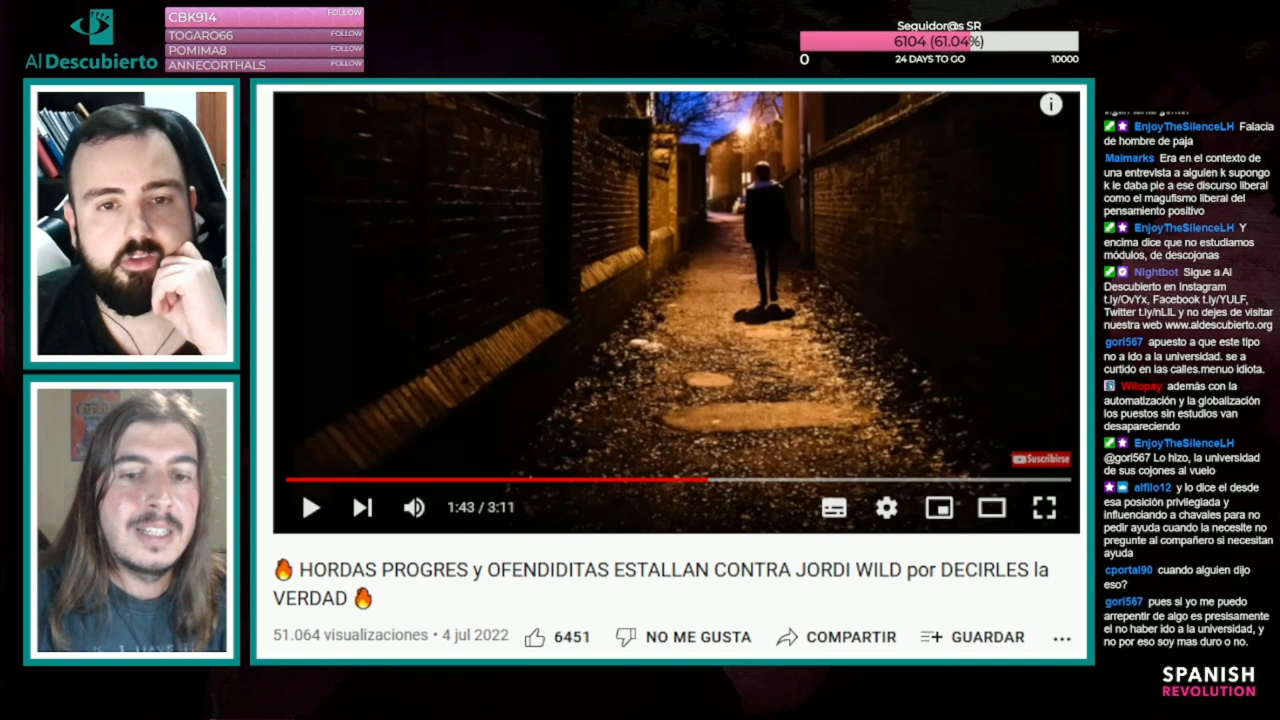 Al Descubierto
CBK914 FOLLOW
TOGARO66 FOLLOW
POMIMA8 FOLLOW
ANNECORTHALS FOLLOW
Seguidor@s SR
6104 (61.04%)
0 24 DAYS TO GO 10000
Suscribirse
1:43 / 3:11
HORDAS PROGRES y OFENDIDITAS ESTALLAN CONTRA JORDI WILD por DECIRLES la
VERDAD
51.064 visualizaciones • 4 jul 2022 6451 NO ME GUSTA COMPARTIR GUARDAR ...
EnjoyTheSilenceLH Falacia
de hombre de paja
Maimarks Era en el contexto de
una entrevista a alguien k supongo
k le daba pie a ese discurso liberal
como el magufismo liberal del
pensamiento positivo
EnjoyTheSilenceLH Y
encima dice que no estudiamos
módulos, de descojonas
Nightbot Sigue a Al
Descubierto en Instagram
t.ly/OvYx, Facebook t.ly/YULF,
Twitter t.ly/nLIL y no dejes de visitar
nuestra web www.aldescubierto.org
gori567 apuesto a que este tipo
no a ido a la universidad. se a
curtido en las calles.menuo idiota.
Willopay además con la
automatización y la globalización
los puestos sin estudios van
desapareciendo
EnjoyTheSilenceLH
@gori567 Lo hizo, la universidad
de sus cojones al vuelo
alfilo12 y lo dice el desde
esa posición privilegiada y
influenciando a chavales para no
pedir ayuda cuando la necesite no
pregunte al compañero si necesitan
ayuda
cportal90 cuando alguien dijo
eso?
gori567 pues si yo me puedo
arrepentir de algo es presisamente
el no haber ido a la universidad, y
no por eso soy mas duro o no.
SPANISH
REVOLUTION